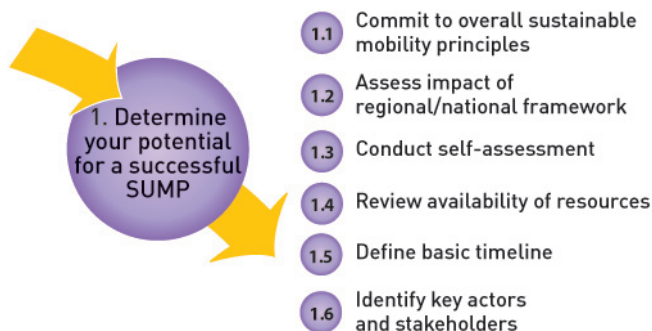 1. Determine
your potential
for a successful
SUMP
1.1 Commit to overall sustainable
mobility principles
1.2 Assess impact of
regional/national framework
1.3 Conduct self-assessment
1.4 Review availability of resources
1.5 Define basic timeline
1.6 Identify key actors
and stakeholders